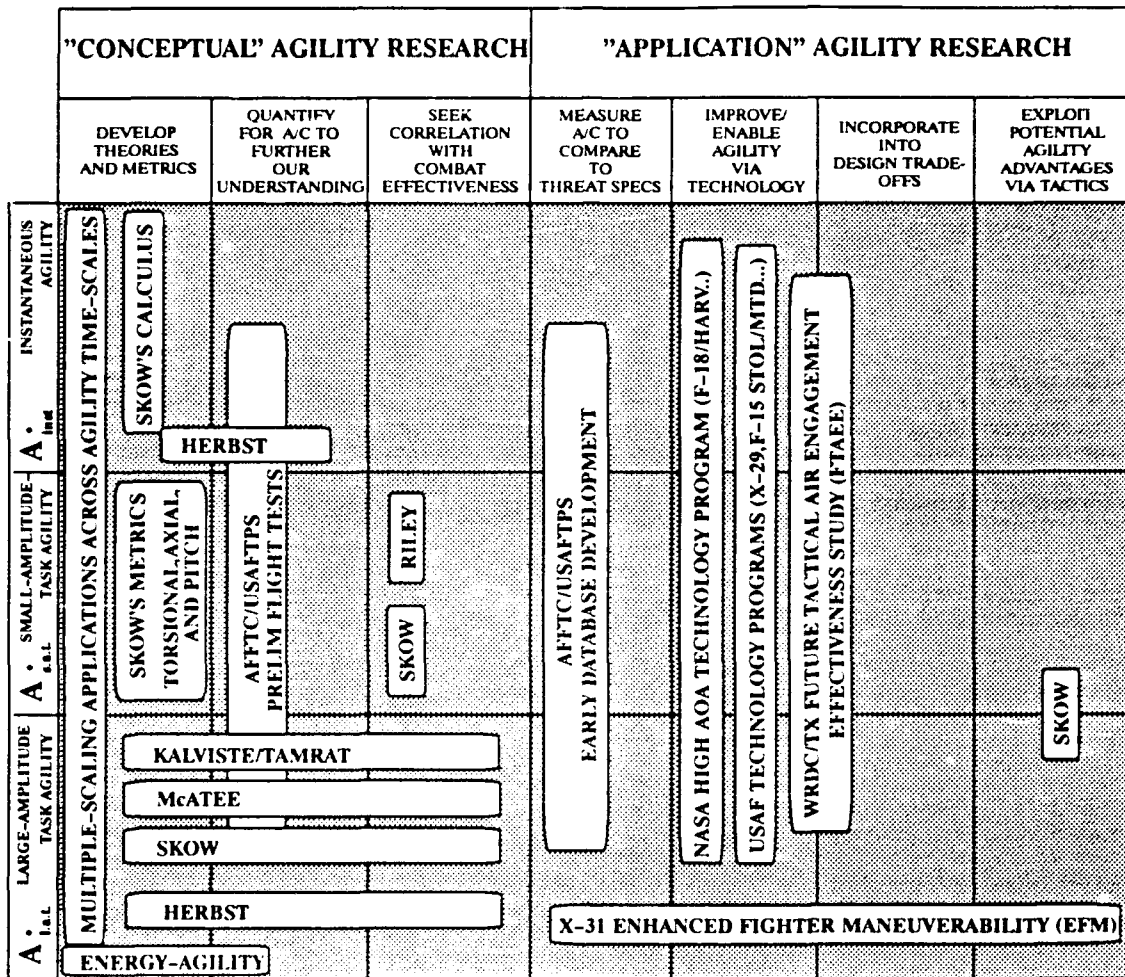 "CONCEPTUAL" AGILITY RESEARCH
"APPLICATION" AGILITY RESEARCH
DEVELOP
THEORIES
AND METRICS
QUANTIFY
FOR A/C TO
FURTHER
OUR
UNDERSTANDING
SEEK
CORRELATION
WITH
COMBAT
EFFECTIVENESS
MEASURE
A/C TO
COMPARE
TO
THREAT SPECS
IMPROVE/
ENABLE
AGILITY
VIA
TECHNOLOGY
INCORPORATE
INTO
DESIGN TRADE-
OFFS
EXPLOIT
POTENTIAL
AGILITY
ADVANTAGES
VIA TACTICS
INSTANTANEOUS
AGILITY
A • inst
SMALL-AMPLITUDE-
TASK AGILITY
A • s.a.t.
LARGE-AMPLITUDE
TASK AGILITY
A • l.a.t.
MULTIPLE-SCALING APPLICATIONS ACROSS AGILITY TIME-SCALES
SKOW'S CALCULUS
HERBST
SKOW'S METRICS
TORSIONAL,AXIAL,
AND PITCH
AFFTC/USAFTPS
PRELIM FLIGHT TESTS
RILEY
SKOW
KALVISTE/TAMRAT
McATEE
SKOW
HERBST
ENERGY-AGILITY
AFFTC/USAFTPS
EARLY DATABASE DEVELOPMENT
NASA HIGH AOA TECHNOLOGY PROGRAM (F-18/HARV..)
USAF TECHNOLOGY PROGRAMS (X-29,F-15 STOL/MTD...)
WRDC/TX FUTURE TACTICAL AIR ENGAGEMENT
EFFECTIVENESS STUDY (FTAEE)
SKOW
X-31 ENHANCED FIGHTER MANEUVERABILITY (EFM)